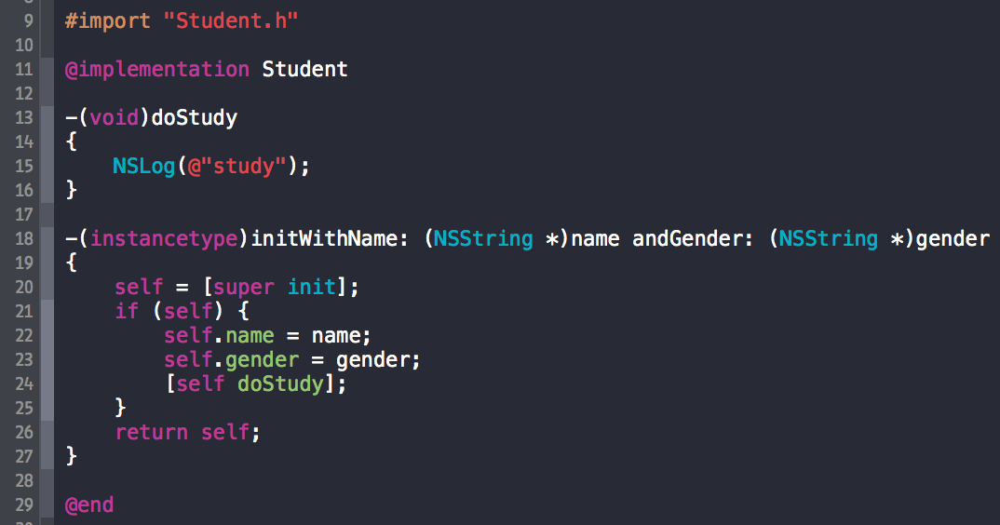 9 #import "Student.h"
10
11 @implementation Student
12
13 -(void)doStudy
14 {
15     NSLog(@"study");
16 }
17
18 -(instancetype)initWithName: (NSString *)name andGender: (NSString *)gender
19 {
20     self = [super init];
21     if (self) {
22         self.name = name;
23         self.gender = gender;
24         [self doStudy];
25     }
26     return self;
27 }
28
29 @end